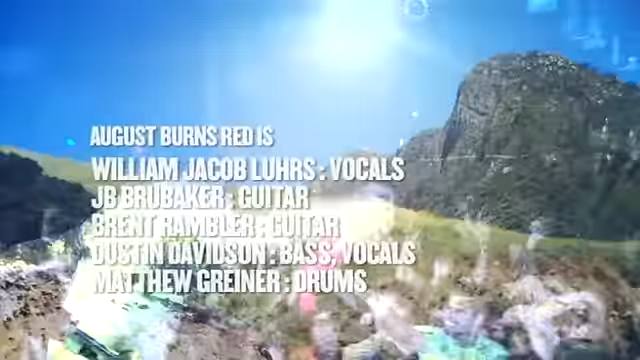 AUGUST BURNS RED IS
WILLIAM JACOB LUHRS : VOCALS
JB BRUBAKER : GUITAR
BRENT RAMBLER : GUITAR
DUSTIN DAVIDSON : BASS, VOCALS
MATTHEW GREINER : DRUMS